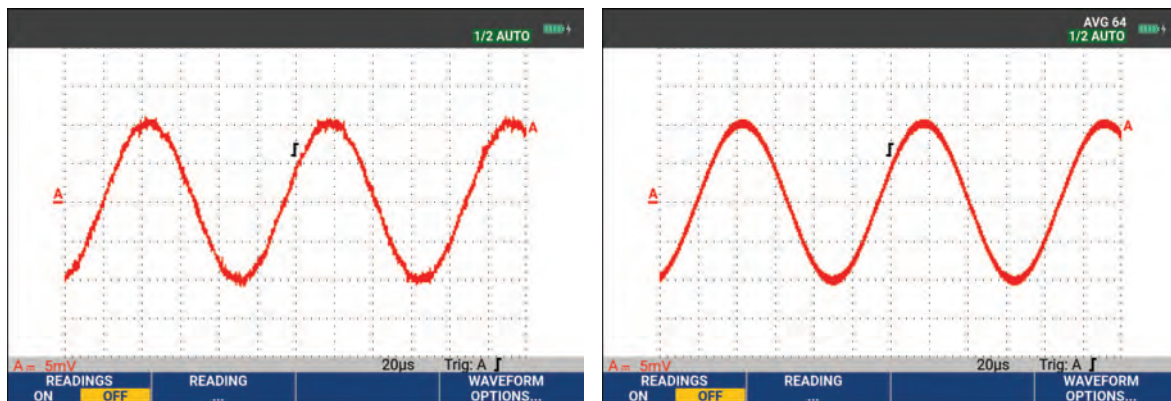 1/2 AUTO
A
A
A = 5mV 20µs Trig: A
READINGS READING WAVEFORM
ON OFF ... OPTIONS...
AVG 64
1/2 AUTO
A
A
A = 5mV 20µs Trig: A
READINGS READING WAVEFORM
ON OFF ... OPTIONS...